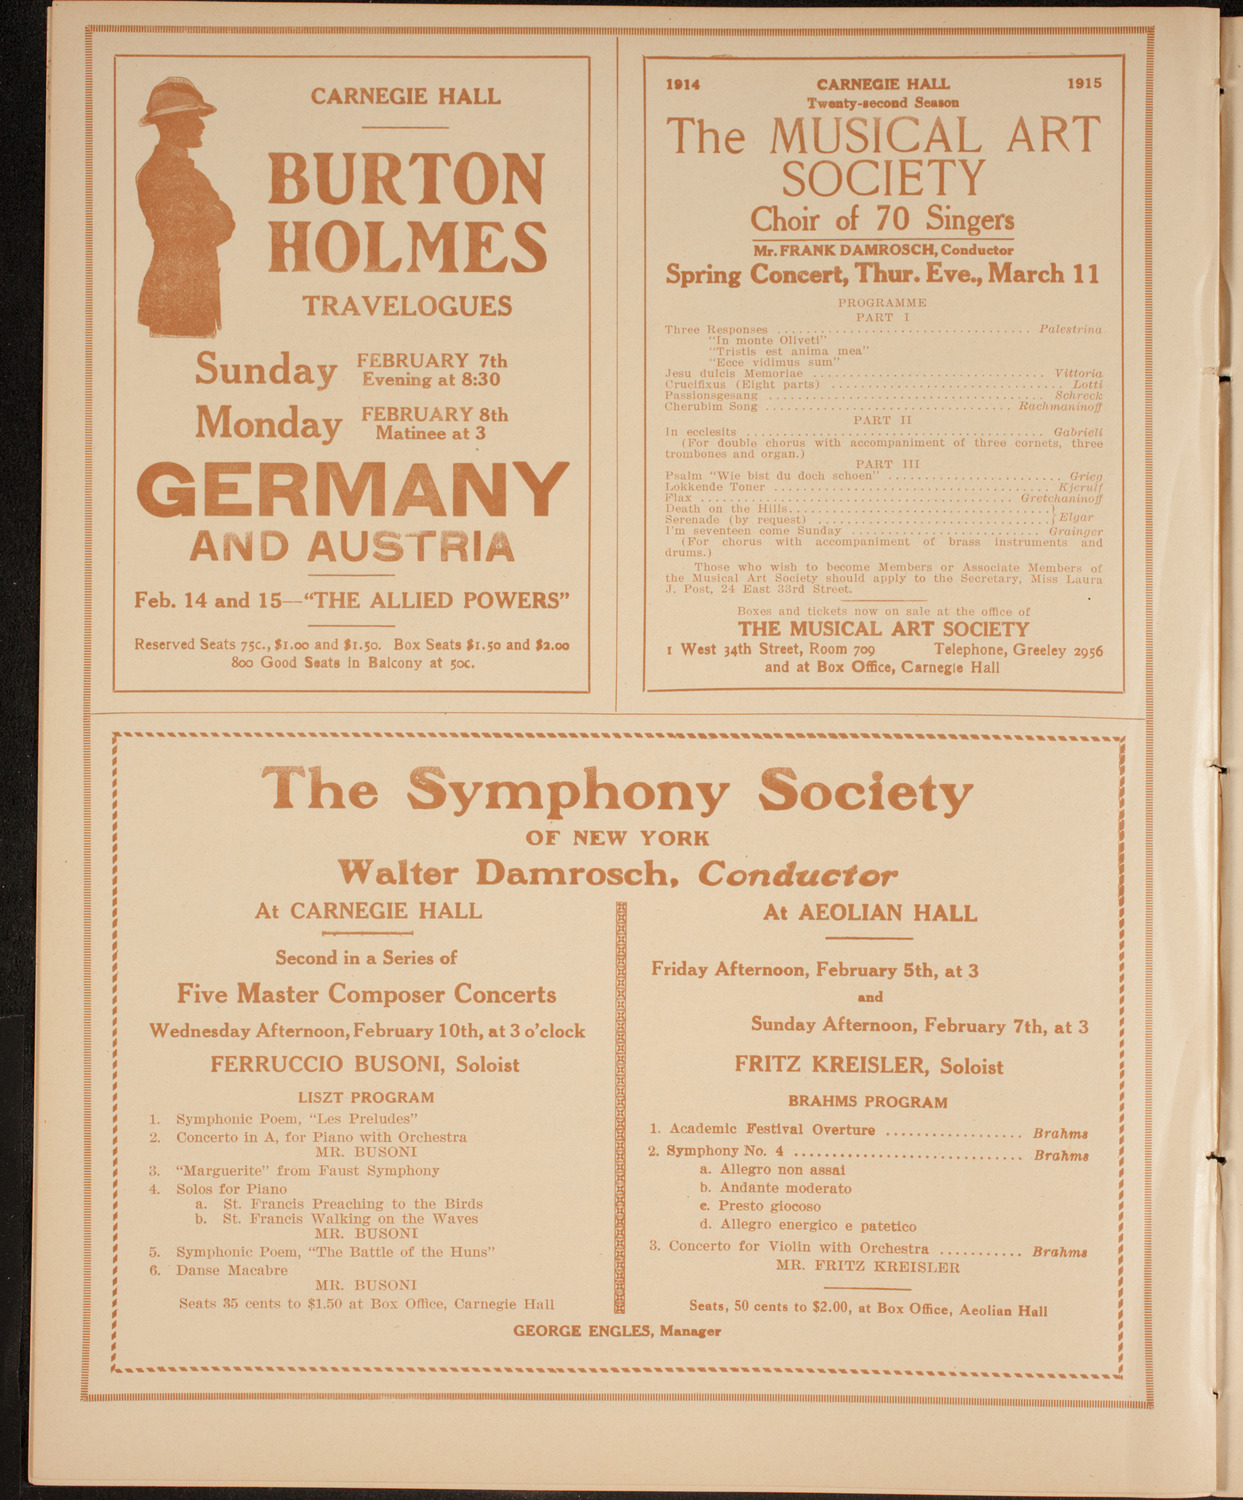 CARNEGIE HALL
BURTON
HOLMES
TRAVELOGUES
Sunday FEBRUARY 7th
Evening at 8:30
Monday FEBRUARY 8th
Matinee at 3
GERMANY
AND AUSTRIA
Feb. 14 and 15—"THE ALLIED POWERS"
Reserved Seats 75c., $1.00 and $1.50. Box Seats $1.50 and $2.00
800 Good Seats in Balcony at 50c.
1914 CARNEGIE HALL 1915
Twenty-second Season
The MUSICAL ART
SOCIETY
Choir of 70 Singers
Mr. FRANK DAMROSCH, Conductor
Spring Concert, Thur. Eve., March 11
PROGRAMME
PART I
Three Responses ................................ Palestrina
"In monte Oliveti"
"Tristis est anima mea"
"Ecce vidimus sum"
Jesu dulcis Memoriae ................................ Vittoria
Crucifixus (Eight parts) ................................ Lotti
Passionsgesang ................................ Schreck
Cherubim Song ................................ Rachmaninoff
PART II
In ecclesits ................................ Gabrieli
(For double chorus with accompaniment of three cornets, three
trombones and organ.)
PART III
Psalm "Wie bist du doch schoen" ........................ Grieg
Lokkende Toner ................................ Kjerulf
Flax ................................ Gretchaninoff
Death on the Hills................................ }
Serenade (by request) ................................ } Elgar
I'm seventeen come Sunday ........................ Grainger
(For chorus with accompaniment of brass instruments and
drums.)
Those who wish to become Members or Associate Members of
the Musical Art Society should apply to the Secretary, Miss Laura
J. Post, 24 East 33rd Street.
Boxes and tickets now on sale at the office of
THE MUSICAL ART SOCIETY
1 West 34th Street, Room 709 Telephone, Greeley 2956
and at Box Office, Carnegie Hall
The Symphony Society
OF NEW YORK
Walter Damrosch, Conductor
At CARNEGIE HALL
Second in a Series of
Five Master Composer Concerts
Wednesday Afternoon, February 10th, at 3 o'clock
FERRUCCIO BUSONI, Soloist
LISZT PROGRAM
1. Symphonic Poem, "Les Preludes"
2. Concerto in A, for Piano with Orchestra
MR. BUSONI
3. "Marguerite" from Faust Symphony
4. Solos for Piano
a. St. Francis Preaching to the Birds
b. St. Francis Walking on the Waves
MR. BUSONI
5. Symphonic Poem, "The Battle of the Huns"
6. Danse Macabre
MR. BUSONI
Seats 35 cents to $1.50 at Box Office, Carnegie Hall
At AEOLIAN HALL
Friday Afternoon, February 5th, at 3
and
Sunday Afternoon, February 7th, at 3
FRITZ KREISLER, Soloist
BRAHMS PROGRAM
1. Academic Festival Overture ................. Brahms
2. Symphony No. 4 ............................ Brahms
a. Allegro non assai
b. Andante moderato
c. Presto giocoso
d. Allegro energico e patetico
3. Concerto for Violin with Orchestra ........... Brahms
MR. FRITZ KREISLER
Seats, 50 cents to $2.00, at Box Office, Aeolian Hall
GEORGE ENGLES, Manager